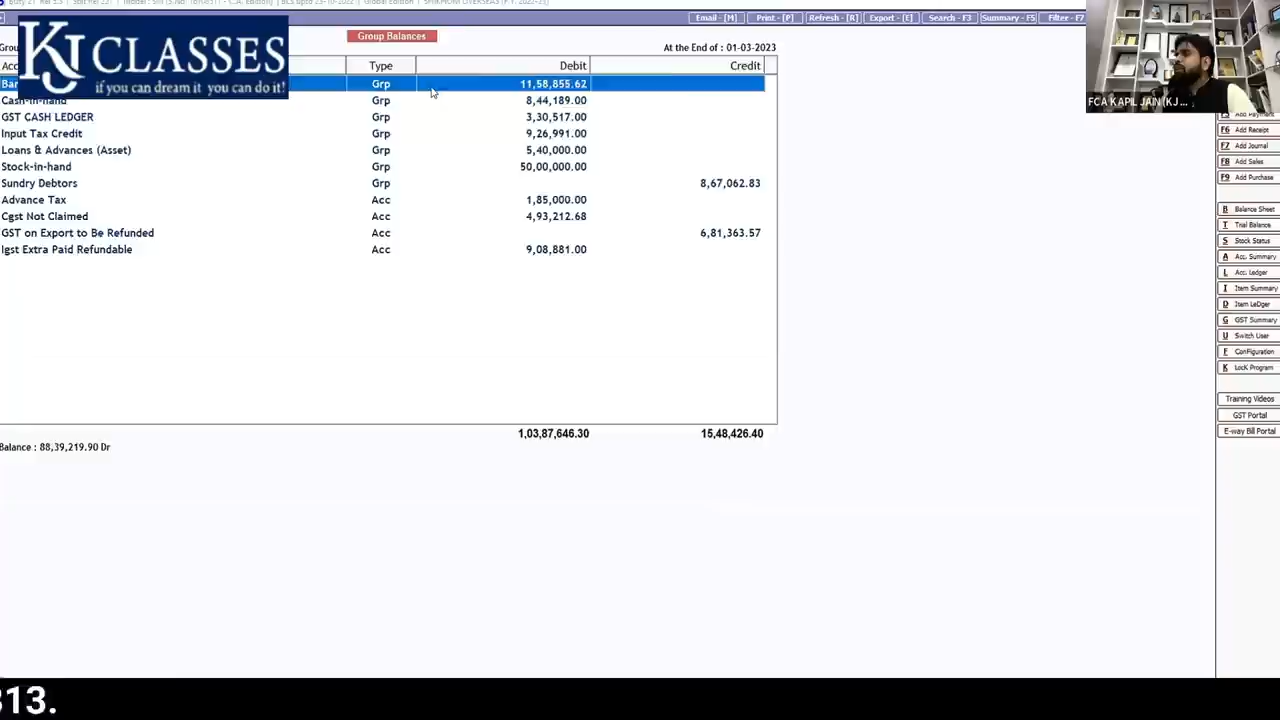 Email - [M]
Print - [P]
Refresh - [R]
Export - [E]
Search - F3
Summary - F5
Filter - F7
KJ CLASSES
if you can dream it you can do it!
Group Balances
At the End of : 01-03-2023
Type Debit Credit
Grp 11,58,855.62
Cash-in-hand Grp 8,44,189.00
GST CASH LEDGER Grp 3,30,517.00
Input Tax Credit Grp 9,26,991.00
Loans & Advances (Asset) Grp 5,40,000.00
Stock-in-hand Grp 50,00,000.00
Sundry Debtors Grp 8,67,062.83
Advance Tax Acc 1,85,000.00
Cgst Not Claimed Acc 4,93,212.68
GST on Export to Be Refunded Acc 6,81,363.57
Igst Extra Paid Refundable Acc 9,08,881.00
1,03,87,646.30 15,48,426.40
Balance : 88,39,219.90 Dr
FCA KAPIL JAIN (KJ ...
F5 Add Payment
F6 Add Receipt
F7 Add Journal
F8 Add Sales
F9 Add Purchase
B Balance Sheet
T Trial Balance
S Stock Status
A Acc. Summary
L Acc. Ledger
I Item Summary
D Item LeDger
G GST Summary
U Switch User
F ConFiguration
K LocK Program
Training Videos
GST Portal
E-way Bill Portal
313.